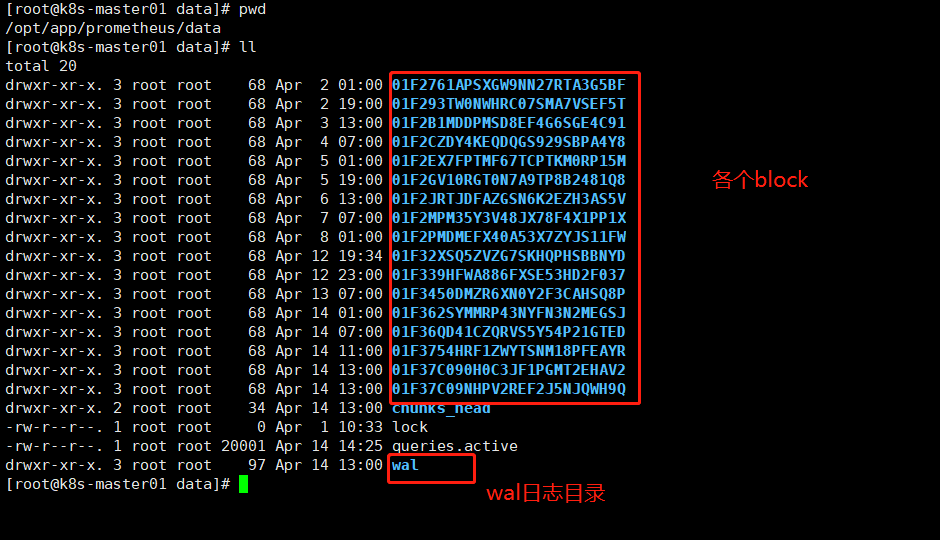 [root@k8s-master01 data]# pwd
/opt/app/prometheus/data
[root@k8s-master01 data]# ll
total 20
drwxr-xr-x. 3 root root    68 Apr  2 01:00 01F2761APSXGW9NN27RTA3G5BF
drwxr-xr-x. 3 root root    68 Apr  2 19:00 01F293TW0NWHRC07SMA7VSEF5T
drwxr-xr-x. 3 root root    68 Apr  3 13:00 01F2B1MDDPMSD8EF4G6SGE4C91
drwxr-xr-x. 3 root root    68 Apr  4 07:00 01F2CZDY4KEQDQGS929SBPA4Y8
drwxr-xr-x. 3 root root    68 Apr  5 01:00 01F2EX7FPTMF67TCPTKM0RP15M
drwxr-xr-x. 3 root root    68 Apr  5 19:00 01F2GV10RGT0N7A9TP8B2481Q8
drwxr-xr-x. 3 root root    68 Apr  6 13:00 01F2JRTJDFAZGSN6K2EZH3AS5V
drwxr-xr-x. 3 root root    68 Apr  7 07:00 01F2MPM35Y3V48JX78F4X1PP1X
drwxr-xr-x. 3 root root    68 Apr  8 01:00 01F2PMDMEFX40A53X7ZYJS11FW
drwxr-xr-x. 3 root root    68 Apr 12 19:34 01F32XSQ5ZVZG7SKHQPHSBBNYD
drwxr-xr-x. 3 root root    68 Apr 12 23:00 01F339HFWA886FXSE53HD2F037
drwxr-xr-x. 3 root root    68 Apr 13 07:00 01F3450DMZR6XN0Y2F3CAHSQ8P
drwxr-xr-x. 3 root root    68 Apr 14 01:00 01F362SYMMRP43NYFN3N2MEGSJ
drwxr-xr-x. 3 root root    68 Apr 14 07:00 01F36QD41CZQRVS5Y54P21GTED
drwxr-xr-x. 3 root root    68 Apr 14 11:00 01F3754HRF1ZWYTSNM18PFEAYR
drwxr-xr-x. 3 root root    68 Apr 14 13:00 01F37C090H0C3JF1PGMT2EHAV2
drwxr-xr-x. 3 root root    68 Apr 14 13:00 01F37C09NHPV2REF2J5NJQWH9Q
drwxr-xr-x. 2 root root    34 Apr 14 13:00 chunks_head
-rw-r--r--. 1 root root     0 Apr  1 10:33 lock
-rw-r--r--. 1 root root 20001 Apr 14 14:25 queries.active
drwxr-xr-x. 3 root root    97 Apr 14 13:00 wal
[root@k8s-master01 data]#
各个block
wal日志目录